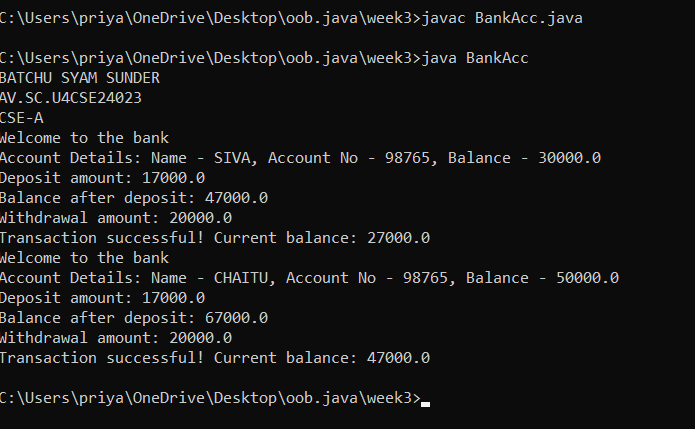 C:\Users\priya\OneDrive\Desktop\oob.java\week3>javac BankAcc.java
C:\Users\priya\OneDrive\Desktop\oob.java\week3>java BankAcc
BATCHU SYAM SUNDER
AV.SC.U4CSE24023
CSE-A
Welcome to the bank
Account Details: Name - SIVA, Account No - 98765, Balance - 30000.0
Deposit amount: 17000.0
Balance after deposit: 47000.0
Withdrawal amount: 20000.0
Transaction successful! Current balance: 27000.0
Welcome to the bank
Account Details: Name - CHAITU, Account No - 98765, Balance - 50000.0
Deposit amount: 17000.0
Balance after deposit: 67000.0
Withdrawal amount: 20000.0
Transaction successful! Current balance: 47000.0
C:\Users\priya\OneDrive\Desktop\oob.java\week3>